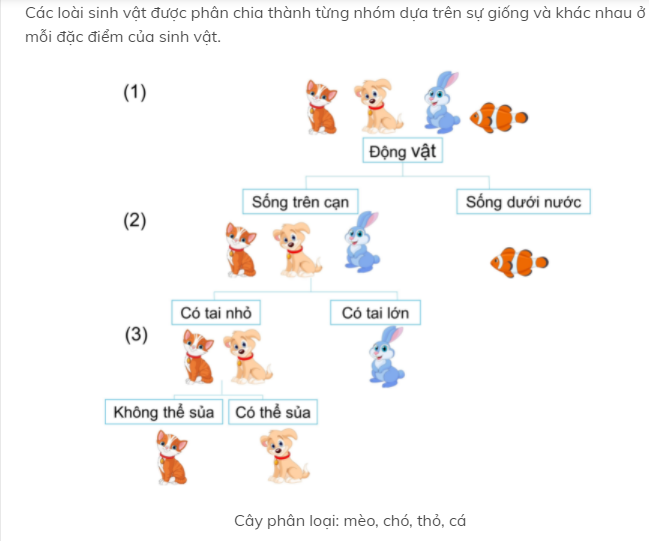 Các loài sinh vật được phân chia thành từng nhóm dựa trên sự giống và khác nhau ở
mỗi đặc điểm của sinh vật.
(1)
Động vật
Sống trên cạn
Sống dưới nước
(2)
Có tai nhỏ
Có tai lớn
(3)
Không thể sủa
Có thể sủa
Cây phân loại: mèo, chó, thỏ, cá